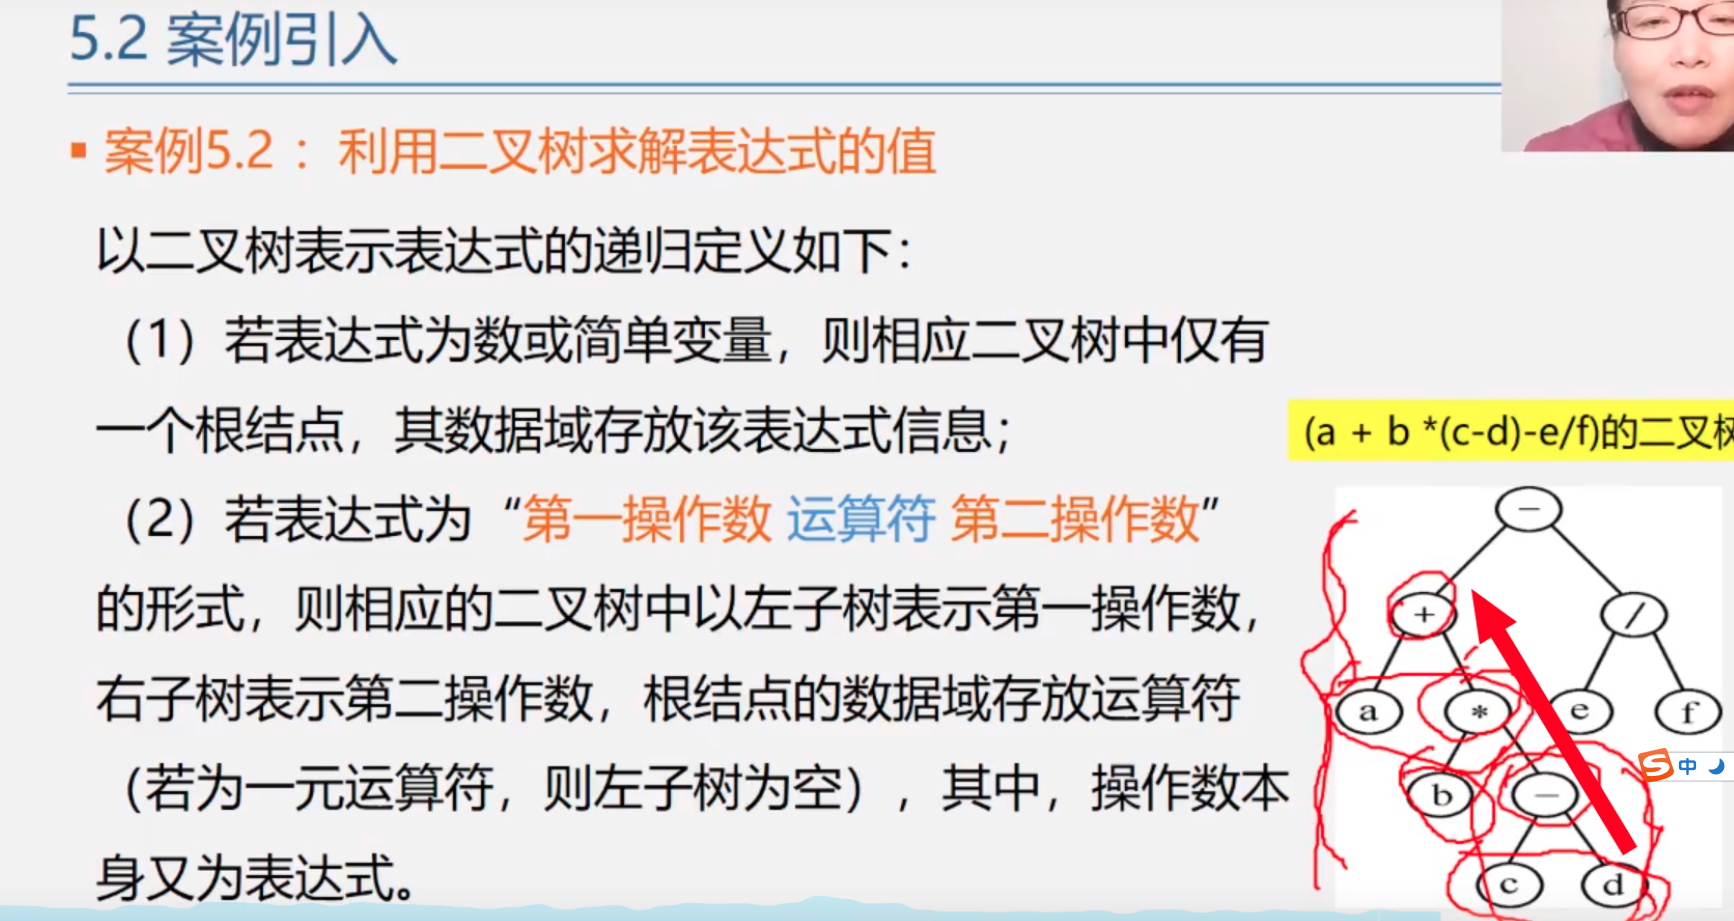 5.2 案例引入
▪ 案例5.2 ：利用二叉树求解表达式的值
以二叉树表示表达式的递归定义如下：
（1）若表达式为数或简单变量，则相应二叉树中仅有
一个根结点，其数据域存放该表达式信息；
（2）若表达式为“第一操作数 运算符 第二操作数”
的形式，则相应的二叉树中以左子树表示第一操作数，
右子树表示第二操作数，根结点的数据域存放运算符
（若为一元运算符，则左子树为空），其中，操作数本
身又为表达式。
(a + b *(c-d)-e/f)的二叉
−
+ /
a * e f
b −
c d
中